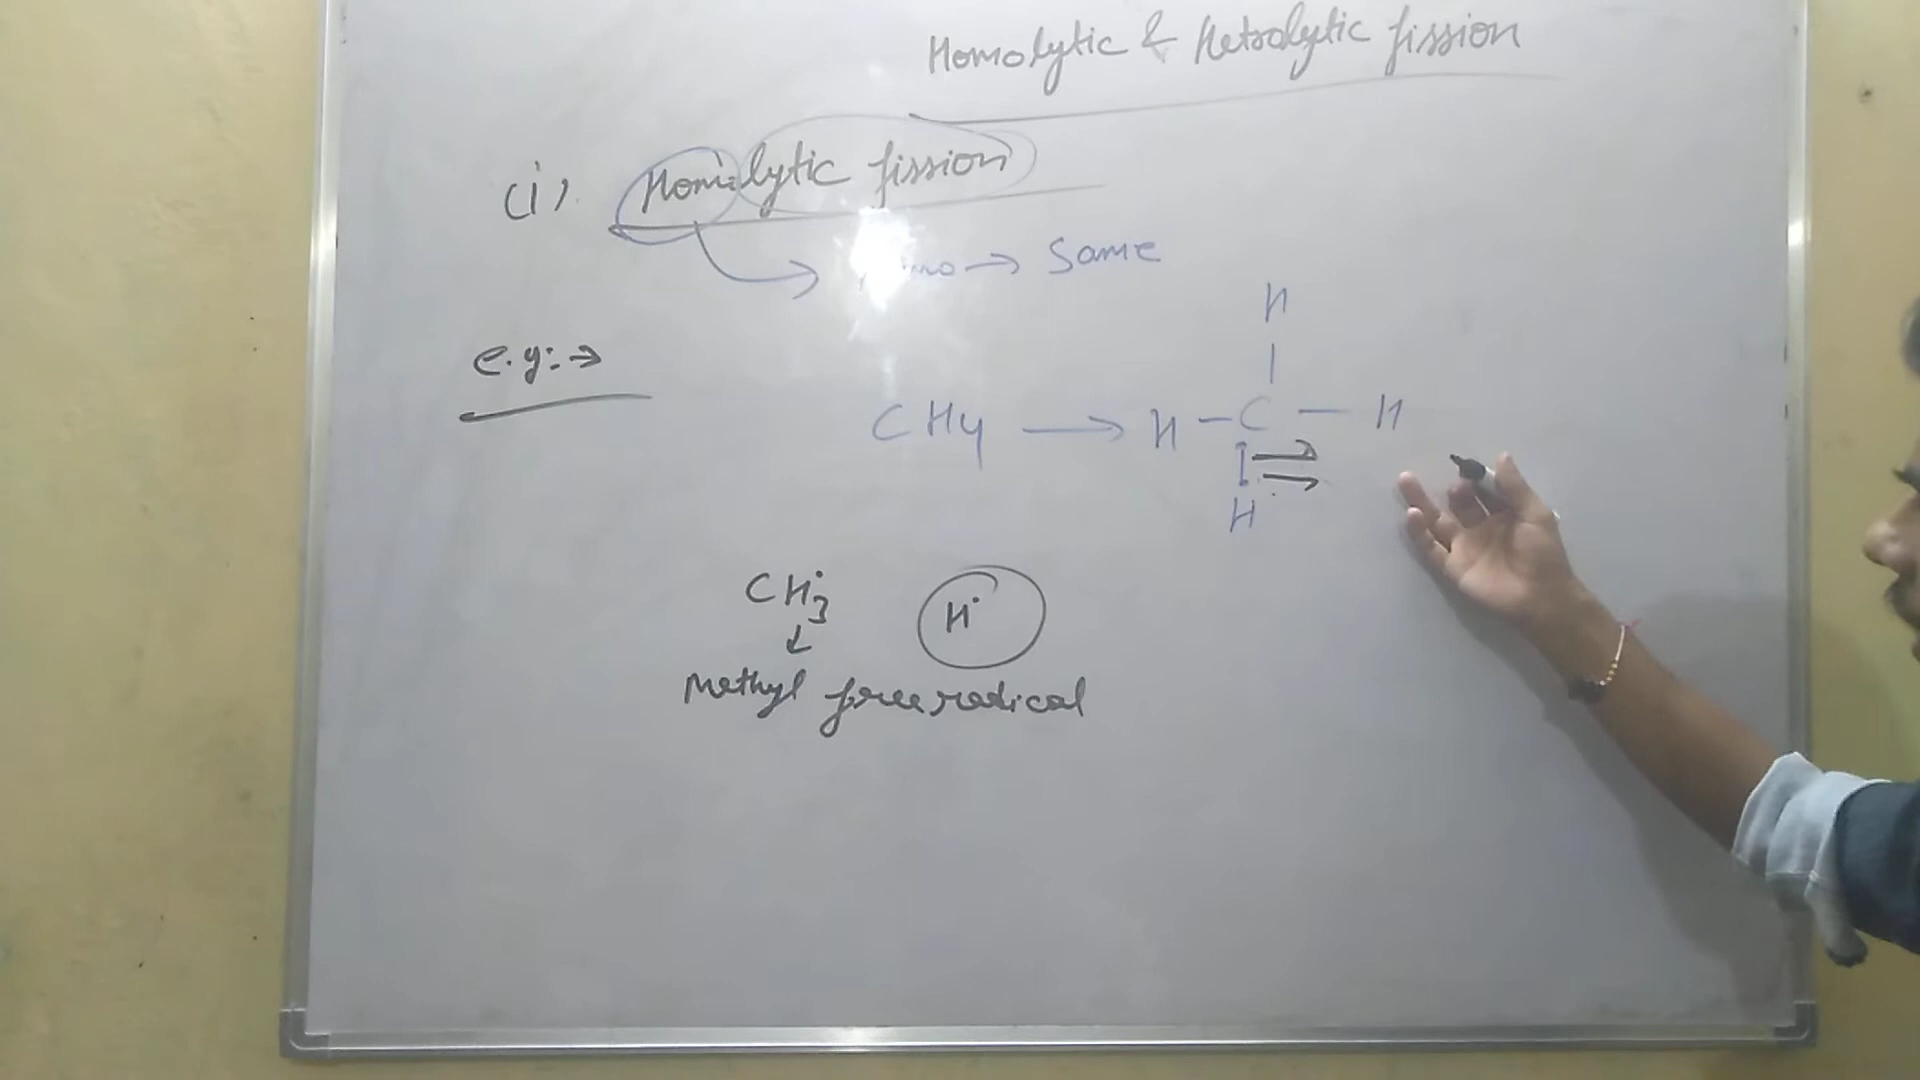 Homolytic & Hetrolytic fission
(i). Homolytic fission
→ Same
e.g:→
H
|
CH4 → H - C - H
H
CH3• H•
↓
Methyl free radical